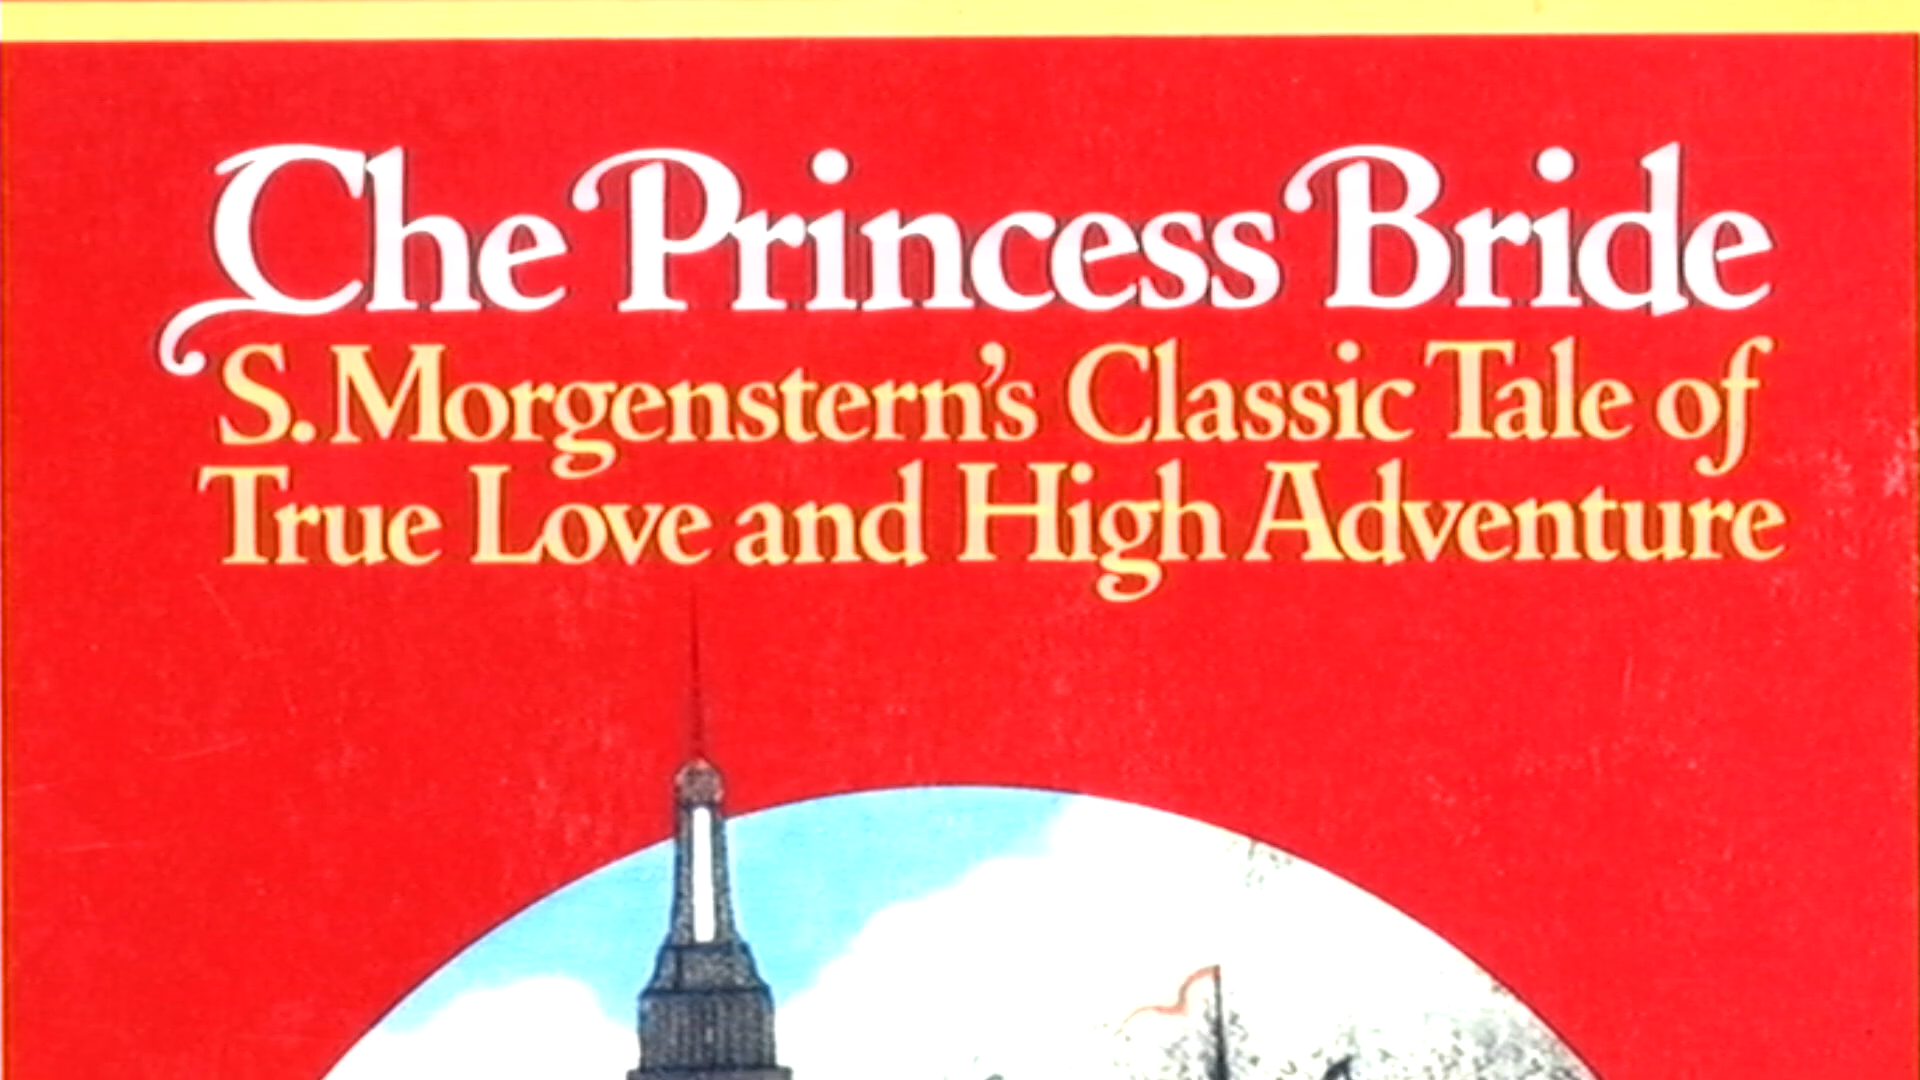 The Princess Bride
S. Morgenstern's Classic Tale of
True Love and High Adventure